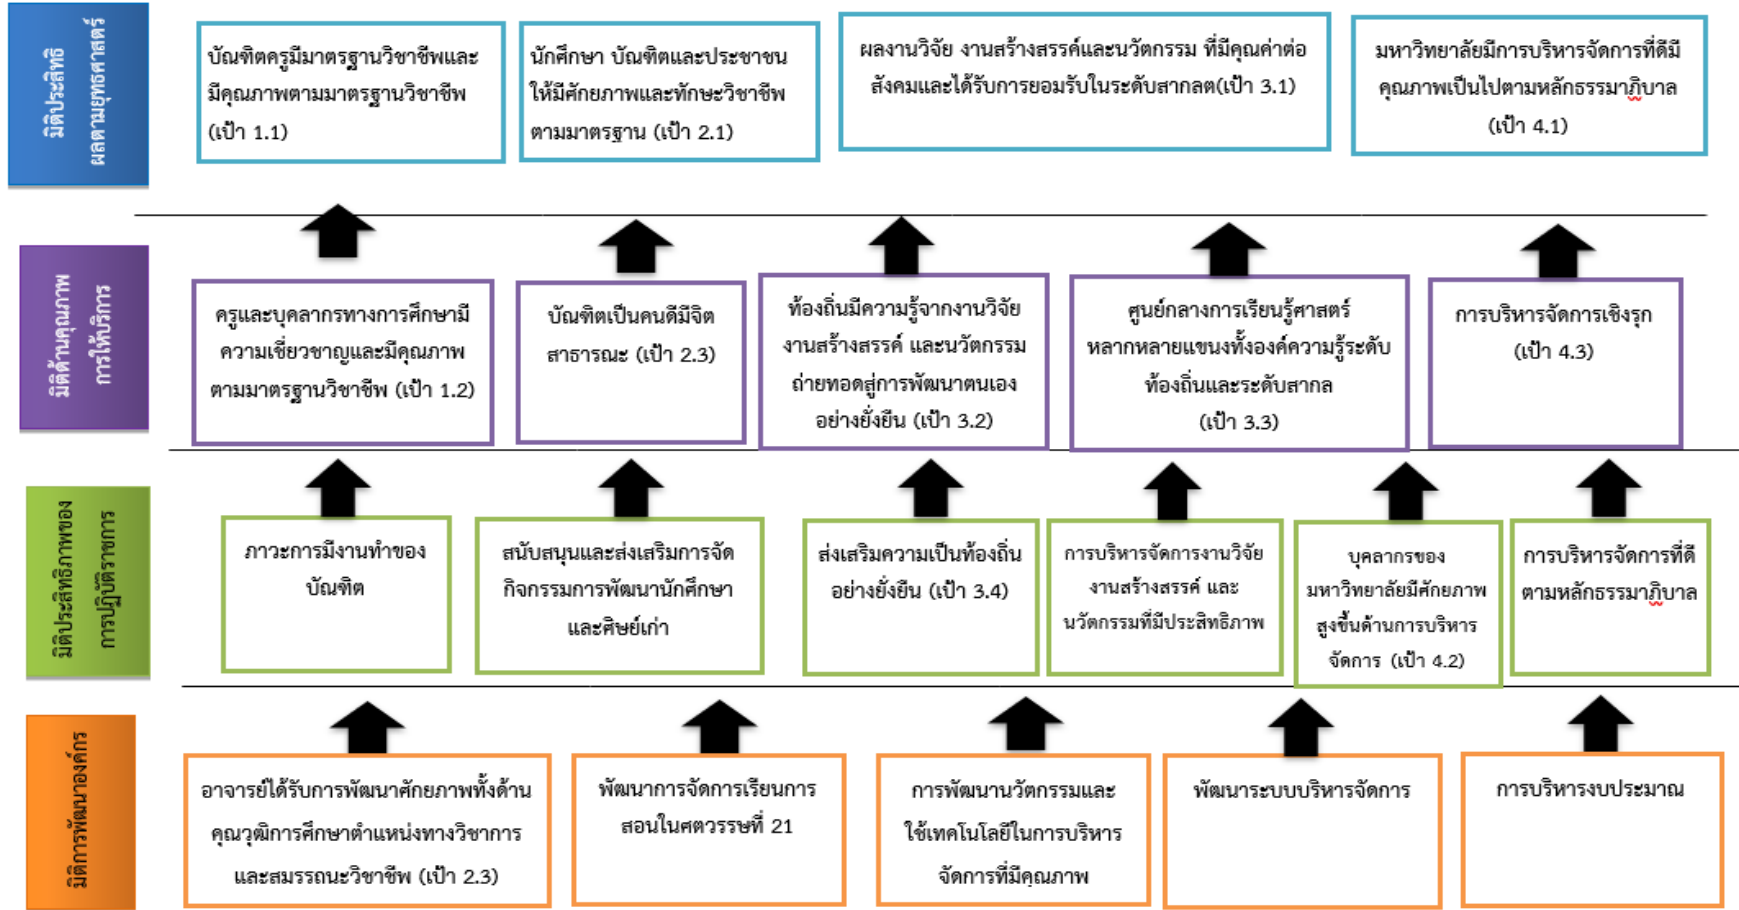 มิติประสิทธิ
ผลตามยุทธศาสตร์
บัณฑิตครูมีมาตรฐานวิชาชีพและ
มีคุณภาพตามมาตรฐานวิชาชีพ
(เป้า 1.1)
นักศึกษา บัณฑิตและประชาชน
ให้มีศักยภาพและทักษะวิชาชีพ
ตามมาตรฐาน (เป้า 2.1)
ผลงานวิจัย งานสร้างสรรค์และนวัตกรรม ที่มีคุณค่าต่อ
สังคมและได้รับการยอมรับในระดับสากลต(เป้า 3.1)
มหาวิทยาลัยมีการบริหารจัดการที่ดีมี
คุณภาพเป็นไปตามหลักธรรมาภิบาล
(เป้า 4.1)
มิติด้านคุณภาพ
การให้บริการ
ครูและบุคลากรทางการศึกษามี
ความเชี่ยวชาญและมีคุณภาพ
ตามมาตรฐานวิชาชีพ (เป้า 1.2)
บัณฑิตเป็นคนดีมีจิต
สาธารณะ (เป้า 2.3)
ท้องถิ่นมีความรู้จากงานวิจัย
งานสร้างสรรค์ และนวัตกรรม
ถ่ายทอดสู่การพัฒนาตนเอง
อย่างยั่งยืน (เป้า 3.2)
ศูนย์กลางการเรียนรู้ศาสตร์
หลากหลายแขนงทั้งองค์ความรู้ระดับ
ท้องถิ่นและระดับสากล
(เป้า 3.3)
การบริหารจัดการเชิงรุก
(เป้า 4.3)
มิติประสิทธิภาพของ
การปฏิบัติราชการ
ภาวะการมีงานทำของ
บัณฑิต
สนับสนุนและส่งเสริมการจัด
กิจกรรมการพัฒนานักศึกษา
และศิษย์เก่า
ส่งเสริมความเป็นท้องถิ่น
อย่างยั่งยืน (เป้า 3.4)
การบริหารจัดการงานวิจัย
งานสร้างสรรค์ และ
นวัตกรรมที่มีประสิทธิภาพ
บุคลากรของ
มหาวิทยาลัยมีศักยภาพ
สูงขึ้นด้านการบริหาร
จัดการ (เป้า 4.2)
การบริหารจัดการที่ดี
ตามหลักธรรมาภิบาล
มิติการพัฒนาองค์กร
อาจารย์ได้รับการพัฒนาศักยภาพทั้งด้าน
คุณวุฒิการศึกษาตำแหน่งทางวิชาการ
และสมรรถนะวิชาชีพ (เป้า 2.3)
พัฒนาการจัดการเรียนการ
สอนในศตวรรษที่ 21
การพัฒนานวัตกรรมและ
ใช้เทคโนโลยีในการบริหาร
จัดการที่มีคุณภาพ
พัฒนาระบบบริหารจัดการ
การบริหารงบประมาณ